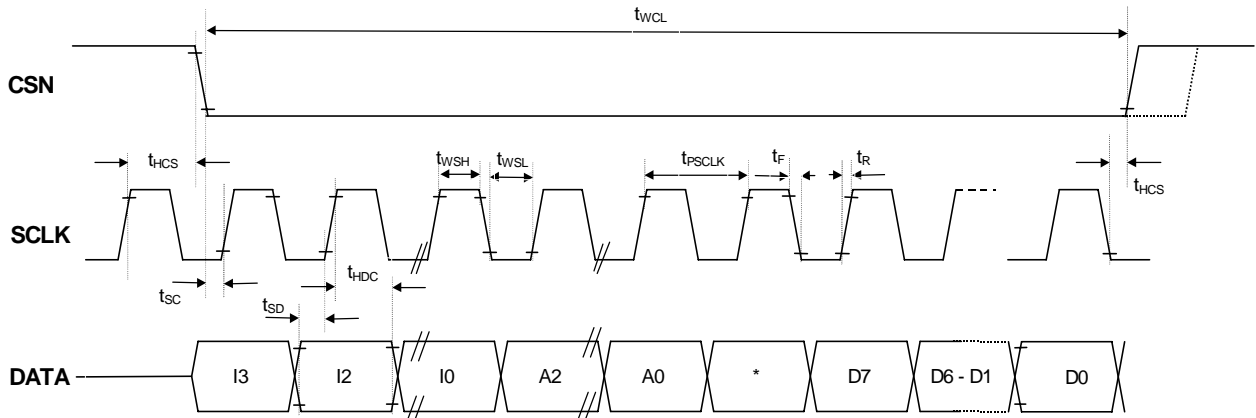 tWCL
CSN
tHCS
tWSH
tWSL
tPSCLK
tF
tR
tHCS
SCLK
tHDC
tSC
tSD
DATA
I3
I2
I0
A2
A0
*
D7
D6 - D1
D0